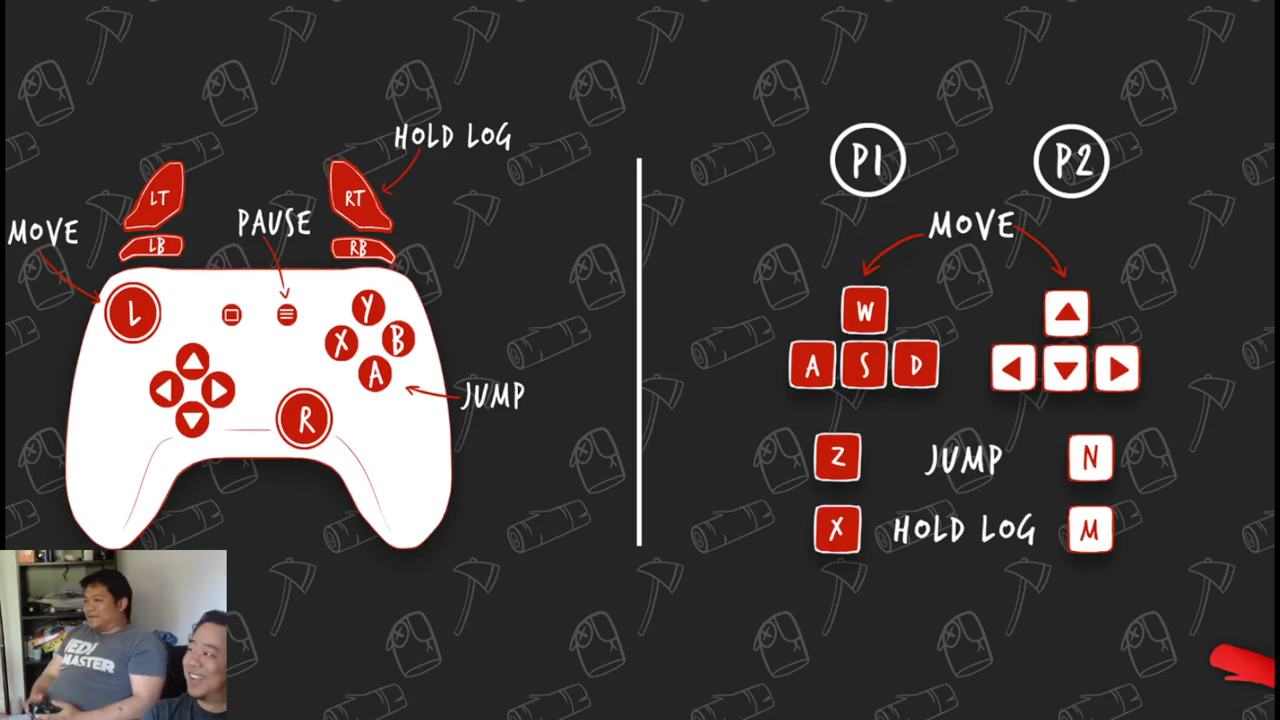 HOLD LOG
LT
RT
MOVE
PAUSE
LB
RB
L
Y
X
B
A
R
JUMP
P1
P2
MOVE
W
A S D
Z JUMP N
X HOLD LOG M
JEDI
MASTER